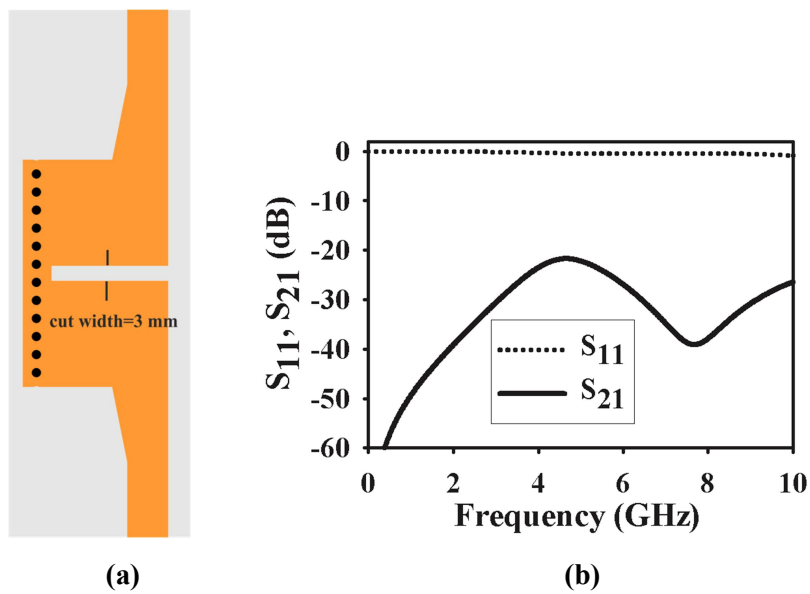 cut width=3 mm
(a)
S11, S21 (dB)
0
-10
-20
-30
-40
-50
-60
S11
S21
0 2 4 6 8 10
Frequency (GHz)
(b)